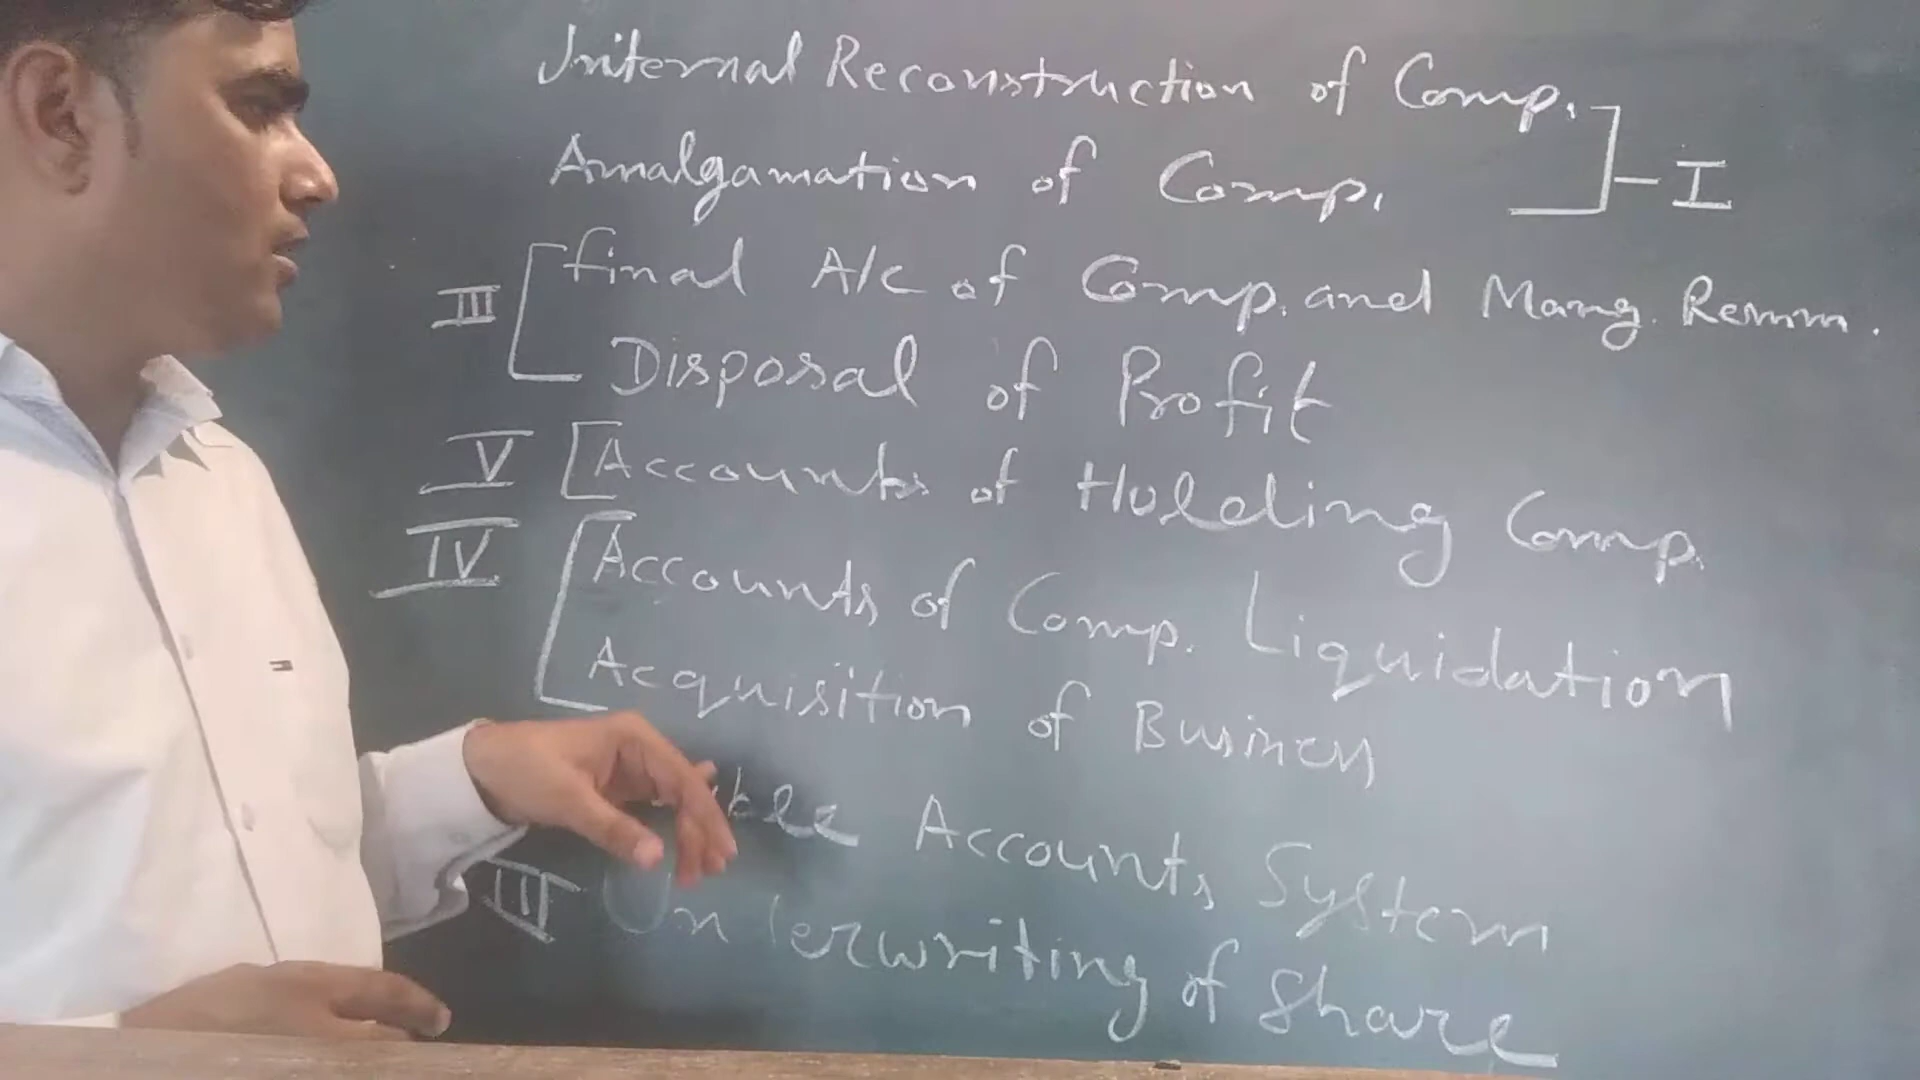 Internal Reconstruction of Comp.
Amalgamation of Comp. - I
III Final A/c of Comp. and Mang. Remm.
Disposal of Profit
V Accounts of Holding Comp.
IV Accounts of Comp. Liquidation
Acquisition of Business
Accounts System
III Underwriting of Share